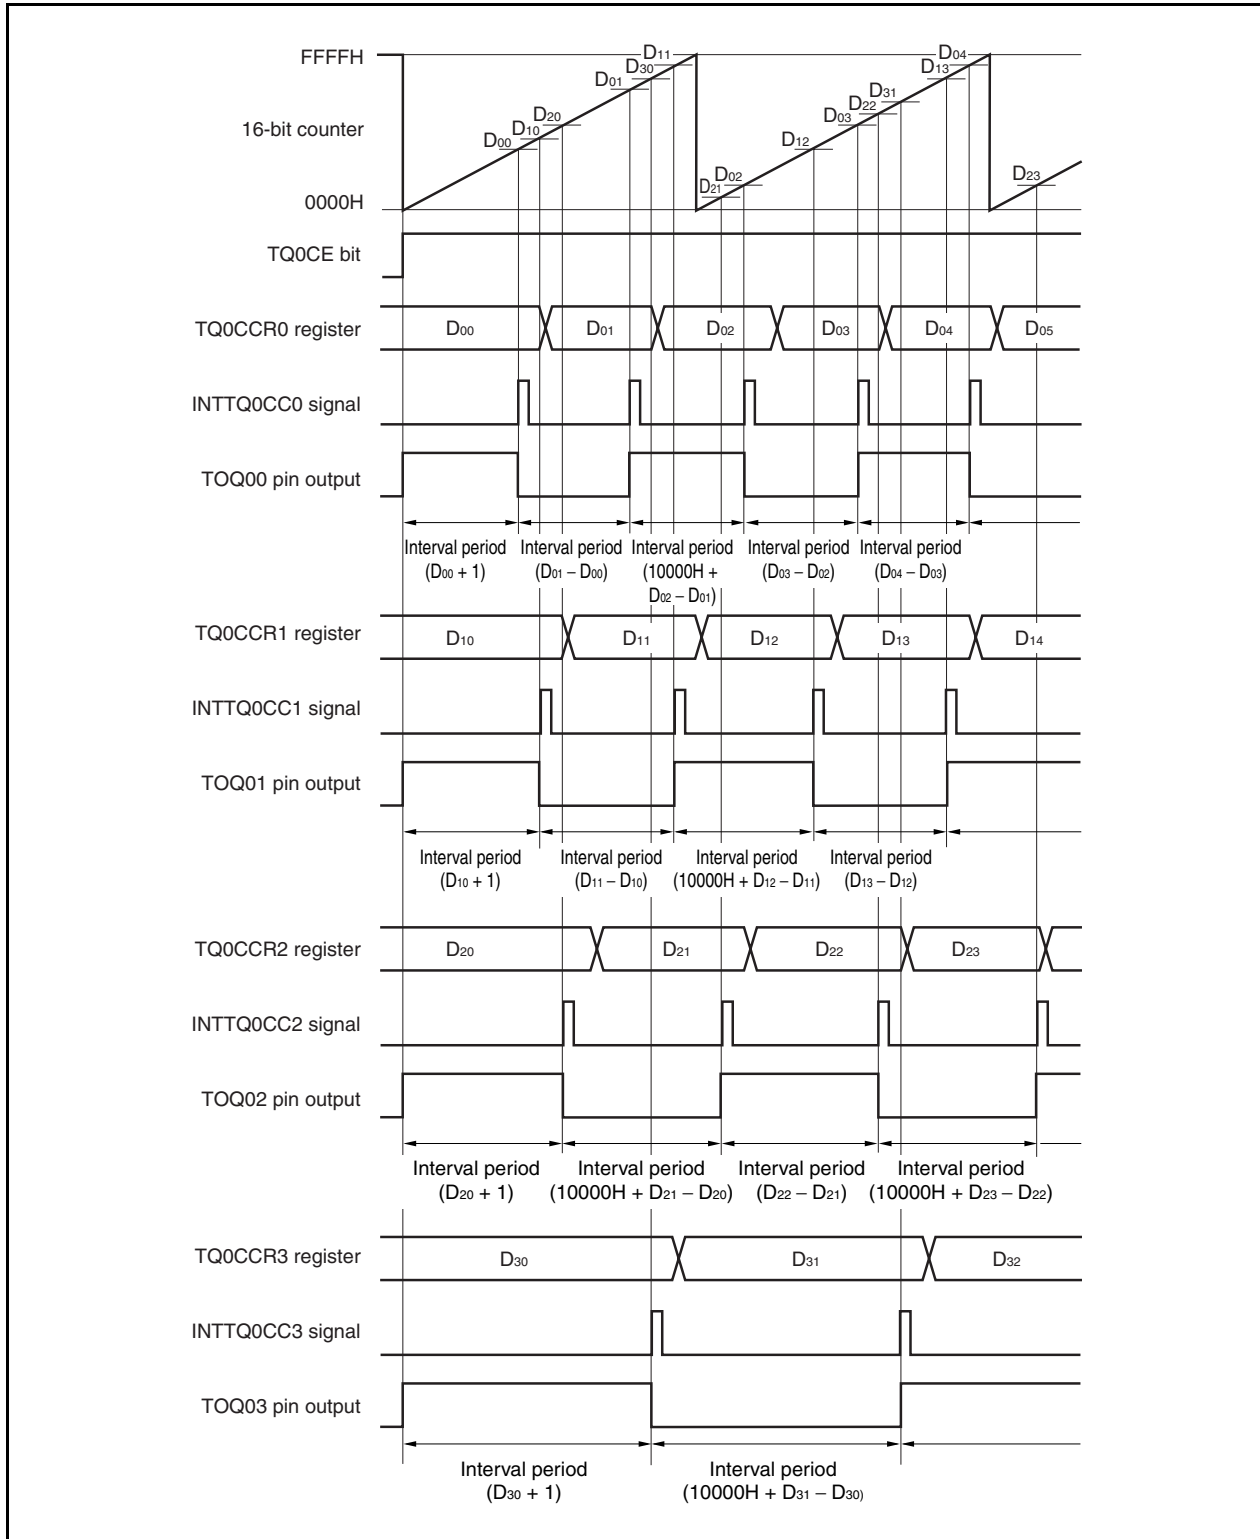 FFFFH
16-bit counter
0000H
D00
D10
D20
D01
D30
D11
D21
D02
D12
D03
D22
D31
D13
D04
D23
TQ0CE bit
TQ0CCR0 register
D00
D01
D02
D03
D04
D05
INTTQ0CC0 signal
TOQ00 pin output
Interval period
(D00 + 1)
Interval period
(D01 – D00)
Interval period
(10000H +
D02 – D01)
Interval period
(D03 – D02)
Interval period
(D04 – D03)
TQ0CCR1 register
D10
D11
D12
D13
D14
INTTQ0CC1 signal
TOQ01 pin output
Interval period
(D10 + 1)
Interval period
(D11 – D10)
Interval period
(10000H + D12 – D11)
Interval period
(D13 – D12)
TQ0CCR2 register
D20
D21
D22
D23
INTTQ0CC2 signal
TOQ02 pin output
Interval period
(D20 + 1)
Interval period
(10000H + D21 – D20)
Interval period
(D22 – D21)
Interval period
(10000H + D23 – D22)
TQ0CCR3 register
D30
D31
D32
INTTQ0CC3 signal
TOQ03 pin output
Interval period
(D30 + 1)
Interval period
(10000H + D31 – D30)